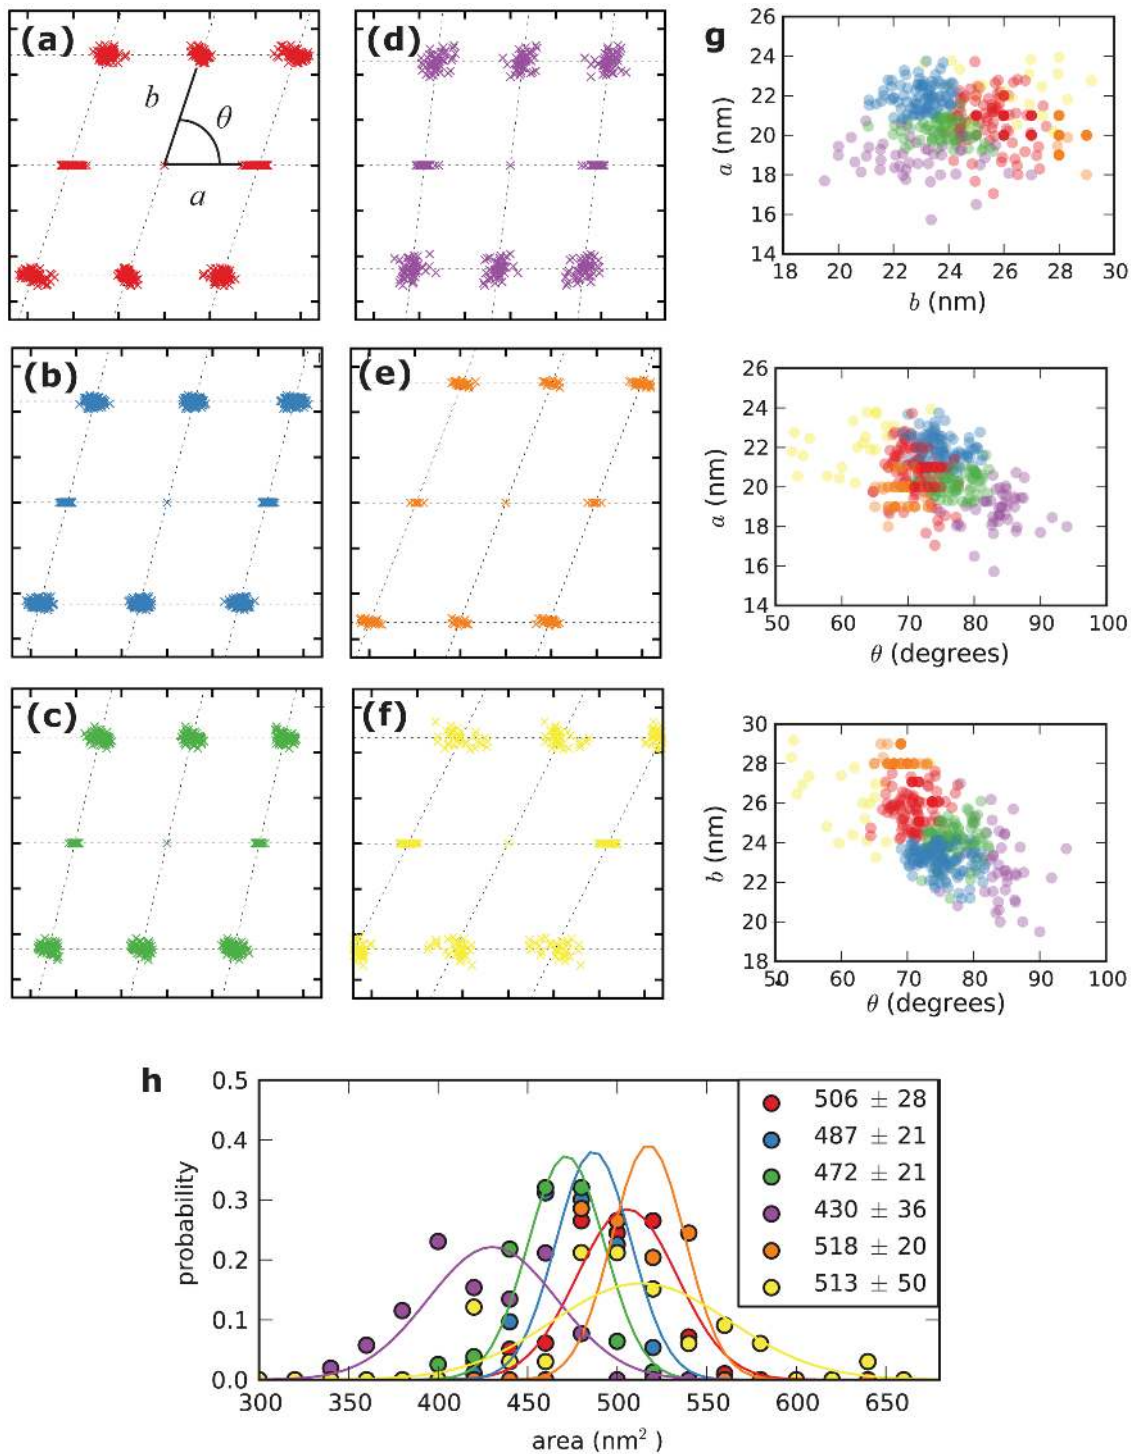 (a)
b
θ
a
(d)
(b)
(e)
(c)
(f)
g
26
24
22
20
18
16
14
a (nm)
18 20 22 24 26 28 30
b (nm)
26
24
22
20
18
16
14
a (nm)
50 60 70 80 90 100
θ (degrees)
30
28
26
24
22
20
18
b (nm)
50 60 70 80 90 100
θ (degrees)
h
0.5
0.4
0.3
0.2
0.1
0.0
probability
506 ± 28
487 ± 21
472 ± 21
430 ± 36
518 ± 20
513 ± 50
300 350 400 450 500 550 600 650
area (nm²)